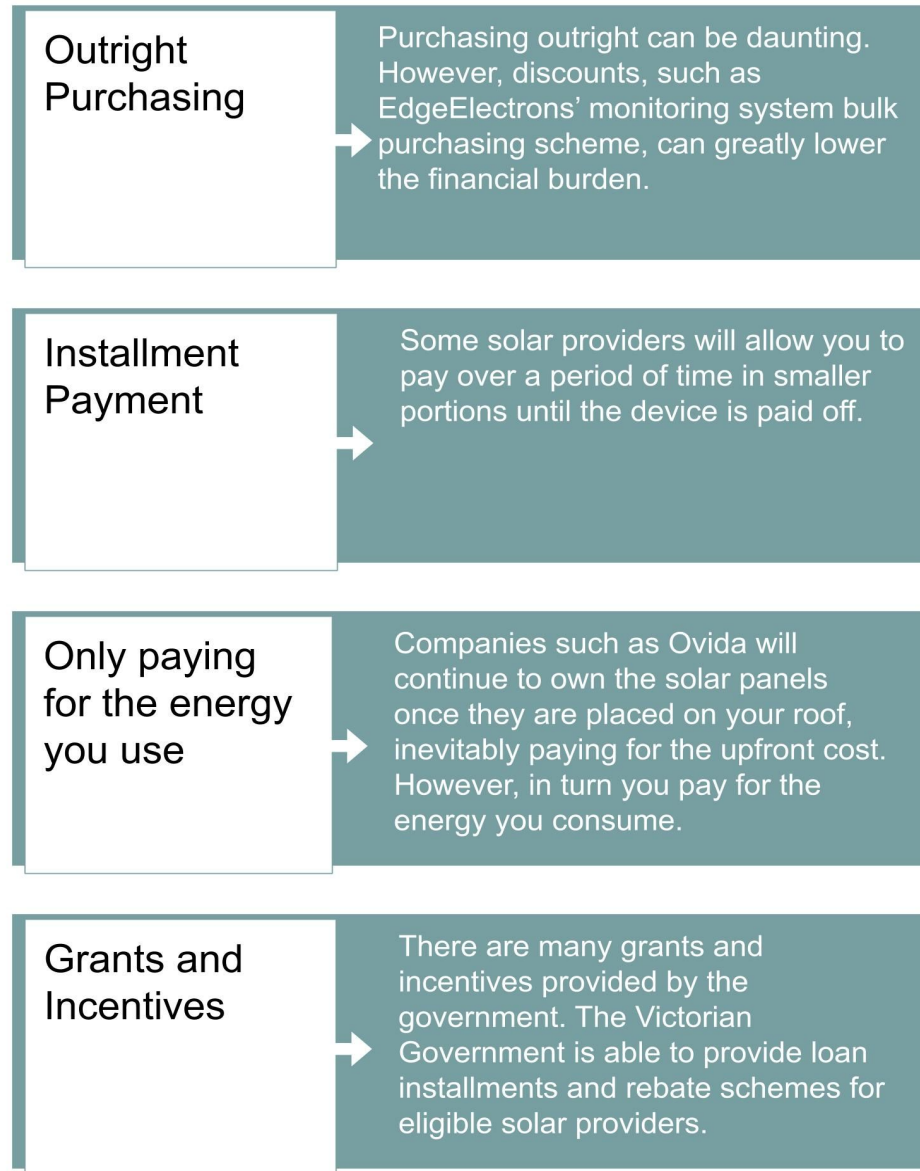 Outright
Purchasing
Purchasing outright can be daunting.
However, discounts, such as
EdgeElectrons’ monitoring system bulk
purchasing scheme, can greatly lower
the financial burden.
Installment
Payment
Some solar providers will allow you to
pay over a period of time in smaller
portions until the device is paid off.
Only paying
for the energy
you use
Companies such as Ovida will
continue to own the solar panels
once they are placed on your roof,
inevitably paying for the upfront cost.
However, in turn you pay for the
energy you consume.
Grants and
Incentives
There are many grants and
incentives provided by the
government. The Victorian
Government is able to provide loan
installments and rebate schemes for
eligible solar providers.